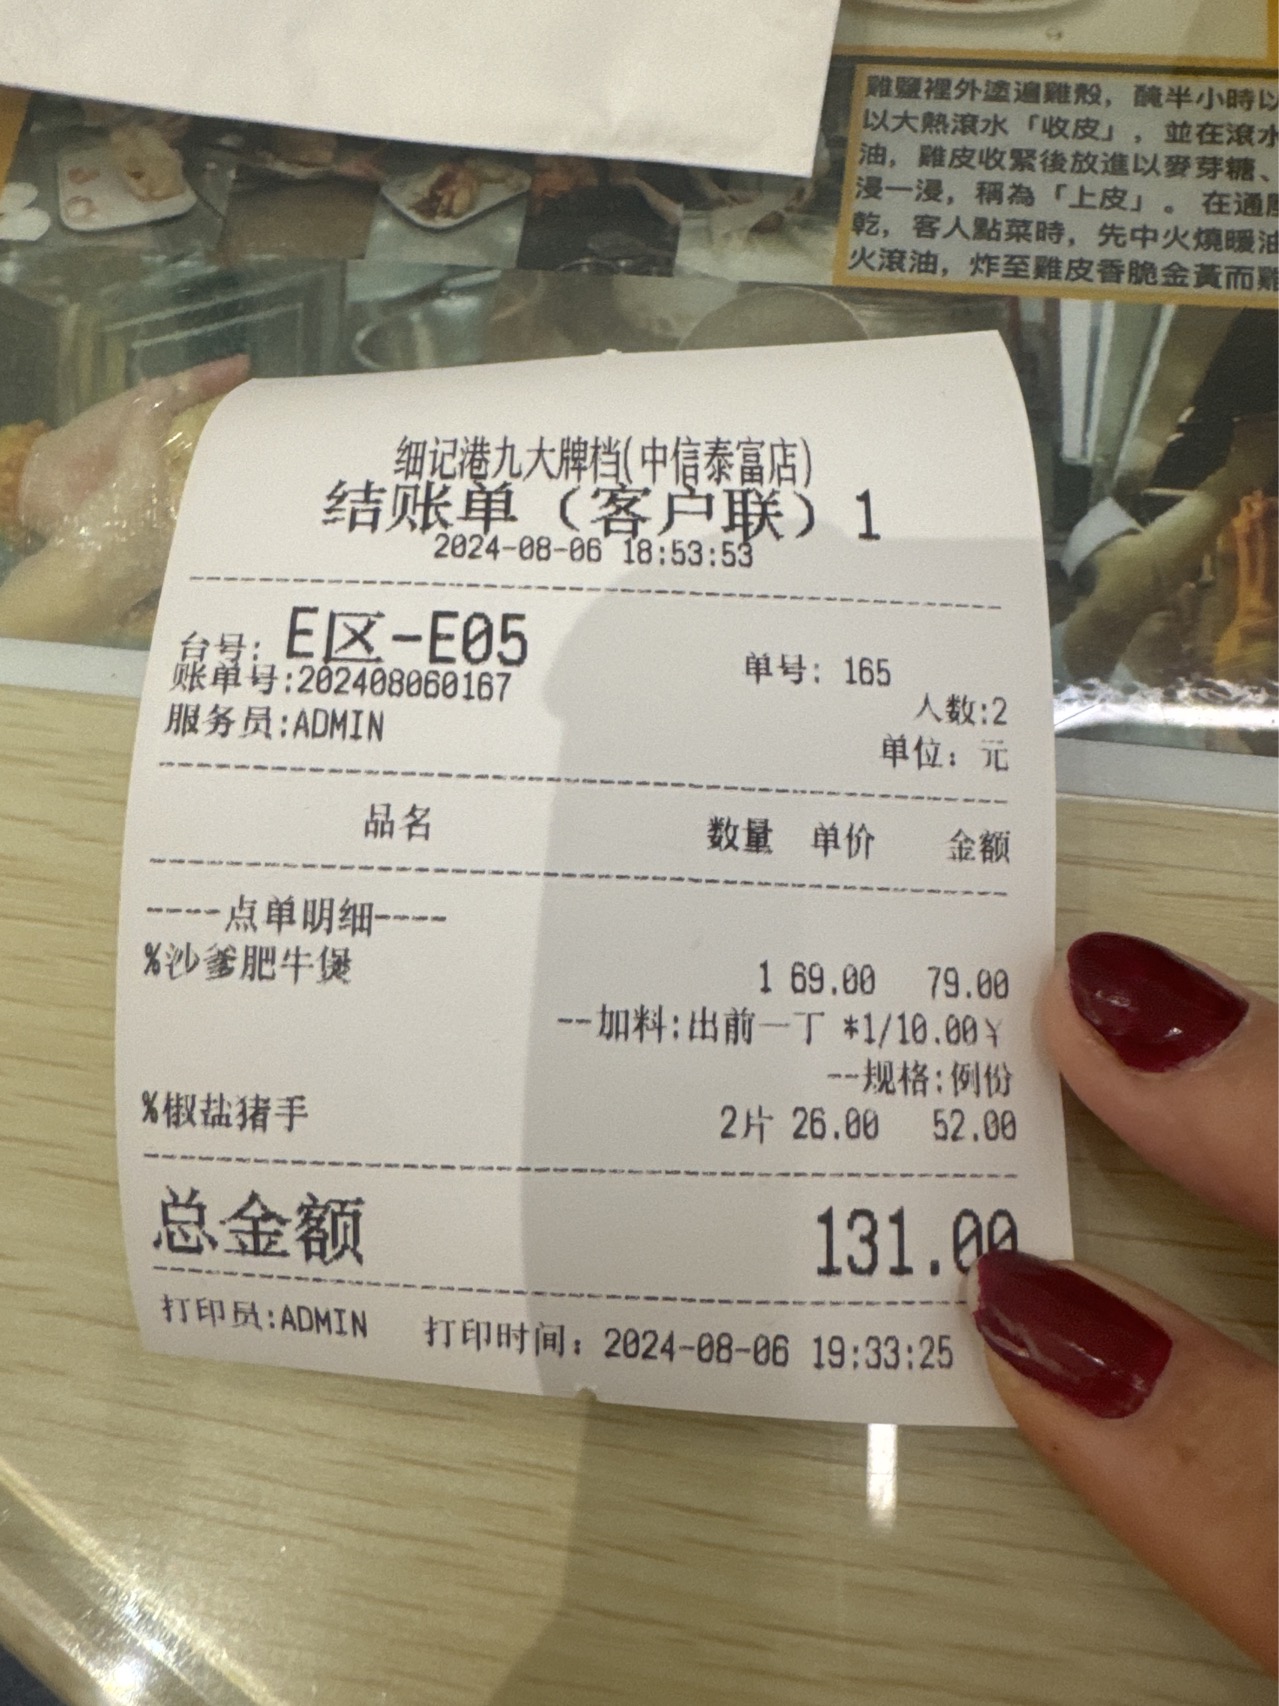 雞鹽裡外塗遍雞殼，醃半小時以
以大熱滾水「收皮」，並在滾水
油，雞皮收緊後放進以麥芽糖、
浸一浸，稱為「上皮」。在通風
乾，客人點菜時，先中火燒暖油
火滾油，炸至雞皮香脆金黃而雞
细记港九大牌档(中信泰富店)
结账单（客户联）1
2024-08-06 18:53:53
台号: E区-E05 单号: 165
账单号:202408060167 人数:2
服务员:ADMIN 单位: 元
品名 数量 单价 金额
----点单明细----
%沙爹肥牛煲 1 69.00 79.00
--加料:出前一丁 *1/10.00¥
--规格:例份
%椒盐猪手 2片 26.00 52.00
总金额 131.00
打印员:ADMIN 打印时间: 2024-08-06 19:33:25